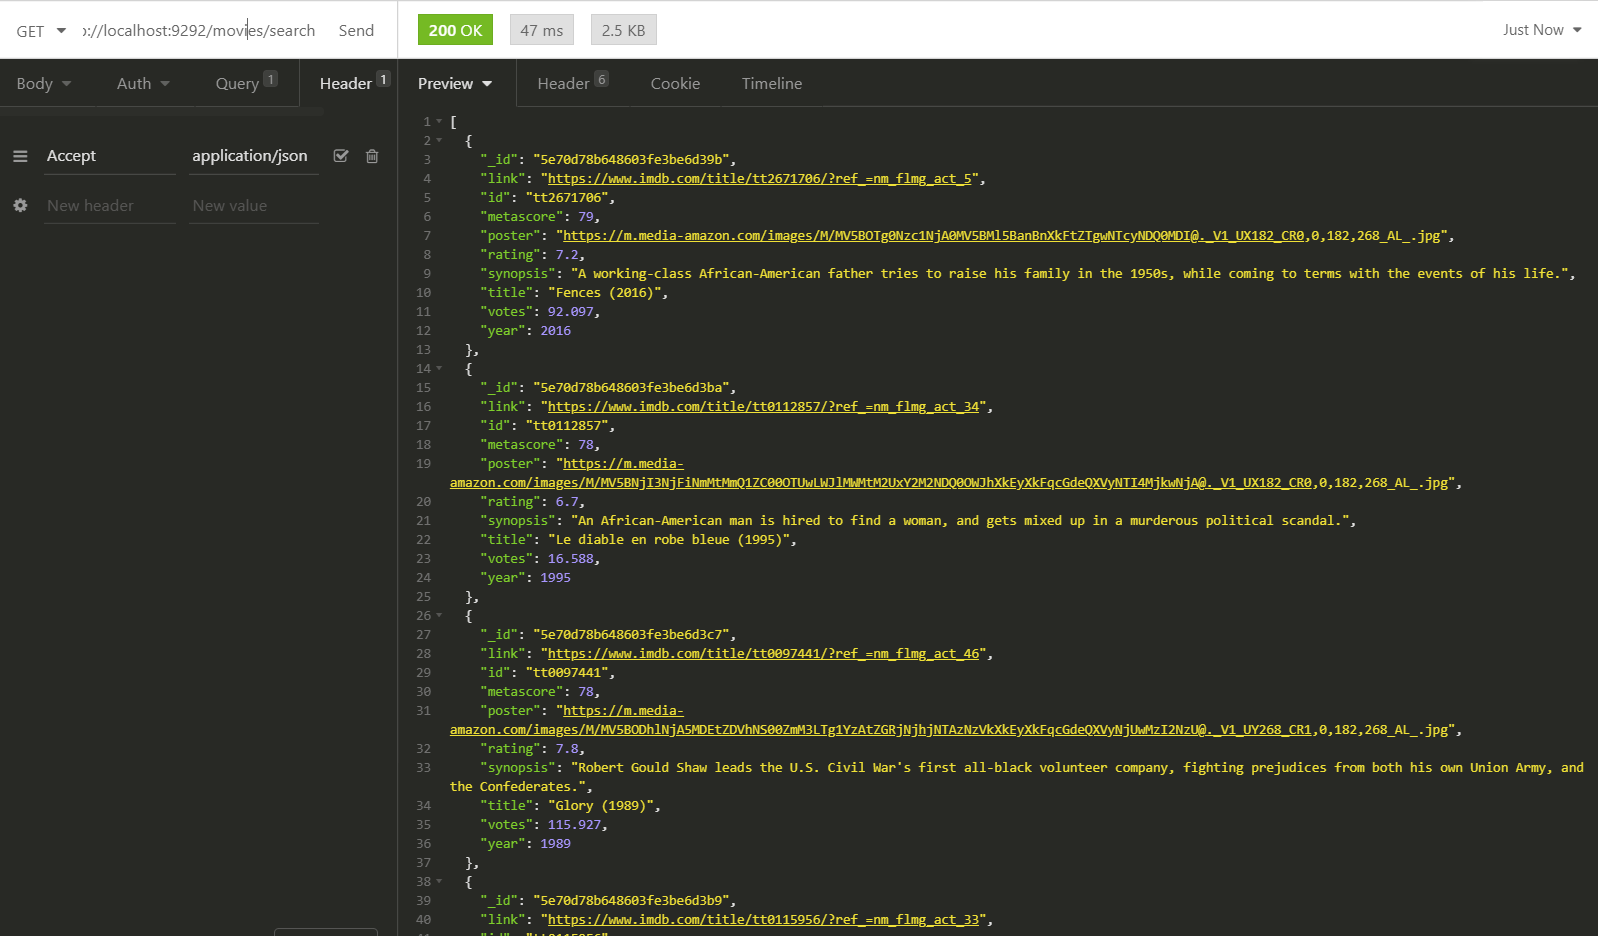 GET ://localhost:9292/movies/search Send 200 OK 47 ms 2.5 KB Just Now
Body Auth Query 1 Header 1 Preview Header 6 Cookie Timeline
Accept application/json
New header New value
1 [
2 {
3 "_id": "5e70d78b648603fe3be6d39b",
4 "link": "https://www.imdb.com/title/tt2671706/?ref_=nm_flmg_act_5",
5 "id": "tt2671706",
6 "metascore": 79,
7 "poster": "https://m.media-amazon.com/images/M/MV5BOTg0Nzc1NjA0MV5BMl5BanBnXkFtZTgwNTcyNDQ0MDI@._V1_UX182_CR0,0,182,268_AL_.jpg",
8 "rating": 7.2,
9 "synopsis": "A working-class African-American father tries to raise his family in the 1950s, while coming to terms with the events of his life.",
10 "title": "Fences (2016)",
11 "votes": 92.097,
12 "year": 2016
13 },
14 {
15 "_id": "5e70d78b648603fe3be6d3ba",
16 "link": "https://www.imdb.com/title/tt0112857/?ref_=nm_flmg_act_34",
17 "id": "tt0112857",
18 "metascore": 78,
19 "poster": "https://m.media-
amazon.com/images/M/MV5BNjI3NjFiNmMtMmQ1ZC00OTUwLWJlMWMtM2UxY2M2NDQ0OWJhXkEyXkFqcGdeQXVyNTI4MjkwNjA@._V1_UX182_CR0,0,182,268_AL_.jpg",
20 "rating": 6.7,
21 "synopsis": "An African-American man is hired to find a woman, and gets mixed up in a murderous political scandal.",
22 "title": "Le diable en robe bleue (1995)",
23 "votes": 16.588,
24 "year": 1995
25 },
26 {
27 "_id": "5e70d78b648603fe3be6d3c7",
28 "link": "https://www.imdb.com/title/tt0097441/?ref_=nm_flmg_act_46",
29 "id": "tt0097441",
30 "metascore": 78,
31 "poster": "https://m.media-
amazon.com/images/M/MV5BODhlNjA5MDEtZDVhNS00ZmM3LTg1YzAtZGRjNjhjNTAzNzVkXkEyXkFqcGdeQXVyNjUwMzI2NzU@._V1_UY268_CR1,0,182,268_AL_.jpg",
32 "rating": 7.8,
33 "synopsis": "Robert Gould Shaw leads the U.S. Civil War's first all-black volunteer company, fighting prejudices from both his own Union Army, and
the Confederates.",
34 "title": "Glory (1989)",
35 "votes": 115.927,
36 "year": 1989
37 },
38 {
39 "_id": "5e70d78b648603fe3be6d3b9",
40 "link": "https://www.imdb.com/title/tt0115956/?ref_=nm_flmg_act_33",